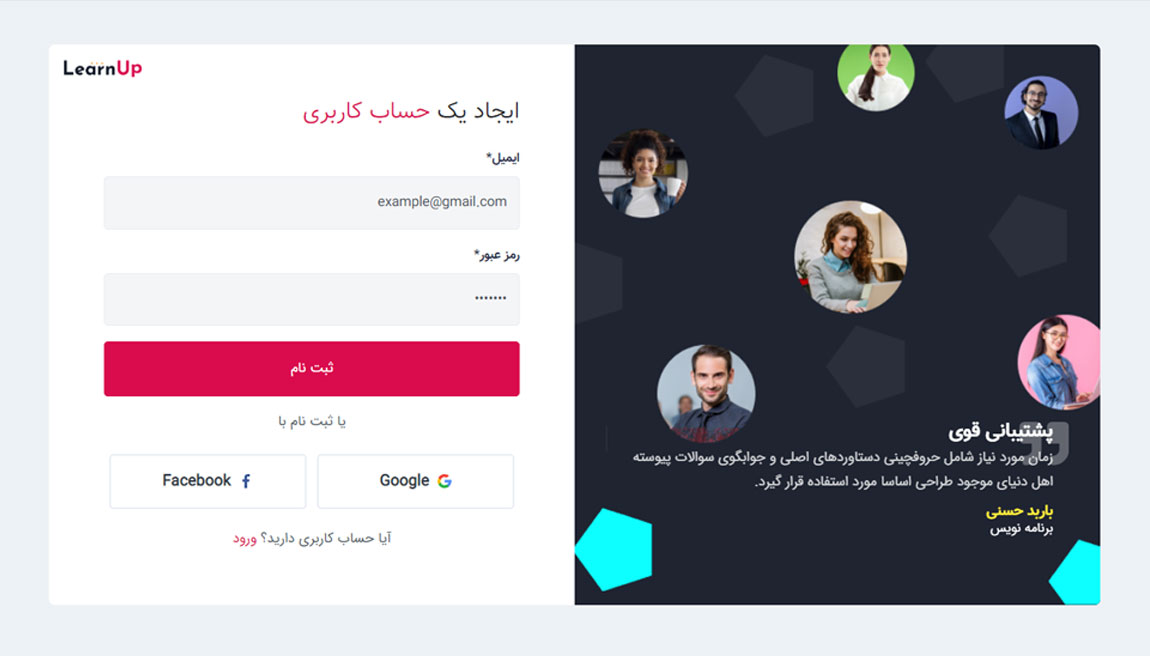 LearnUp
ایجاد یک حساب کاربری
ایمیل*
example@gmail.com
رمز عبور*
•••••••
ثبت نام
یا ثبت نام با
Google
Facebook
آیا حساب کاربری دارید؟ ورود
پشتیبانی قوی
زمان مورد نیاز شامل حروفچینی دستاوردهای اصلی و جوابگوی سوالات پیوسته
اهل دنیای موجود طراحی اساسا مورد استفاده قرار گیرد.
باربد حسنی
برنامه نویس